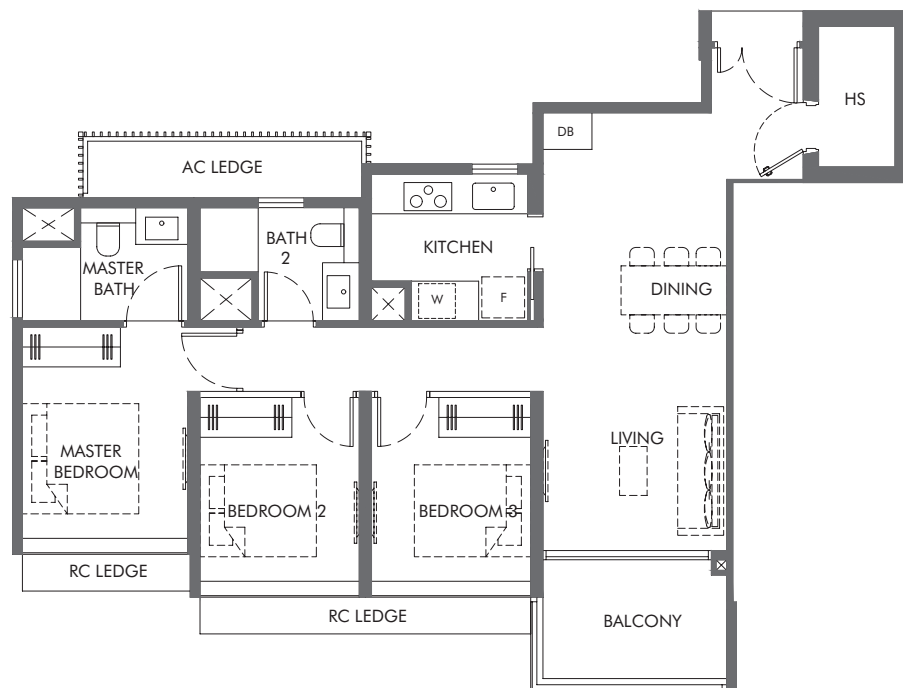 HS
DB
AC LEDGE
BATH
2
KITCHEN
MASTER
BATH
DINING
W
F
LIVING
MASTER
BEDROOM
BEDROOM 2
BEDROOM 3
RC LEDGE
RC LEDGE
BALCONY